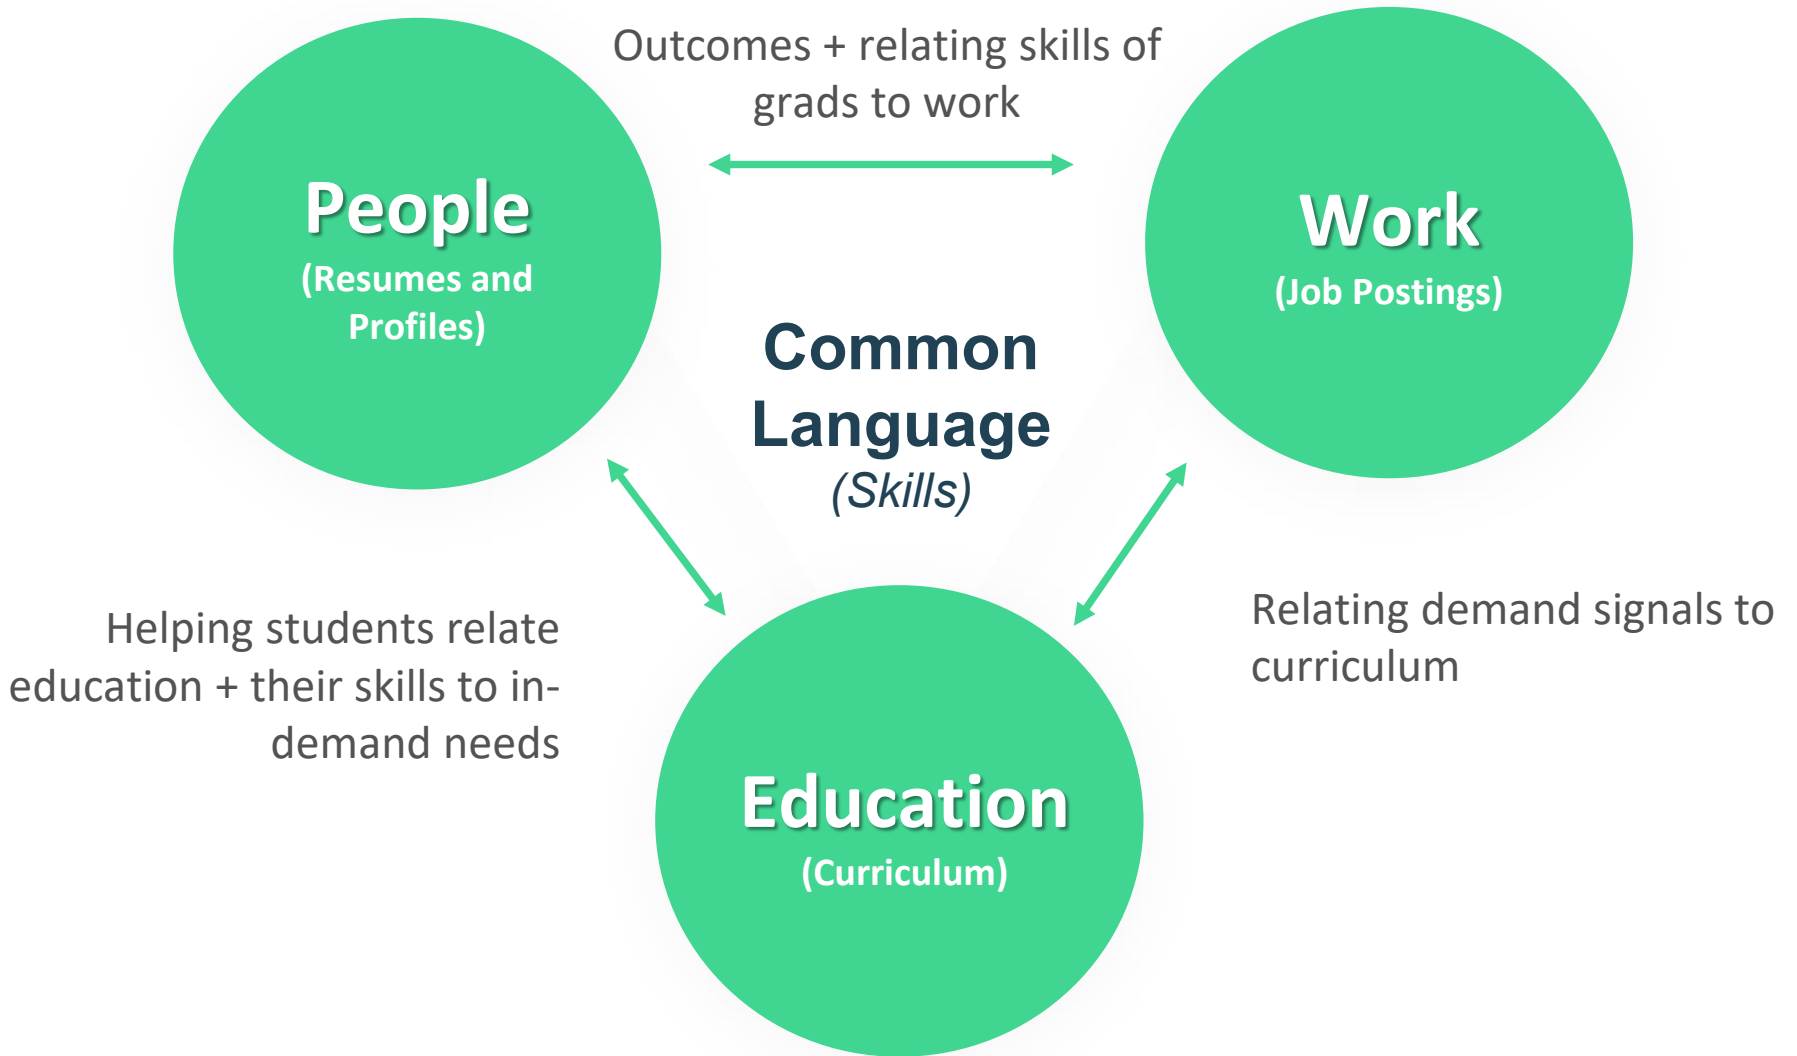 Outcomes + relating skills of
grads to work
People
(Resumes and
Profiles)
Work
(Job Postings)
Common
Language
(Skills)
Helping students relate
education + their skills to in-
demand needs
Relating demand signals to
curriculum
Education
(Curriculum)